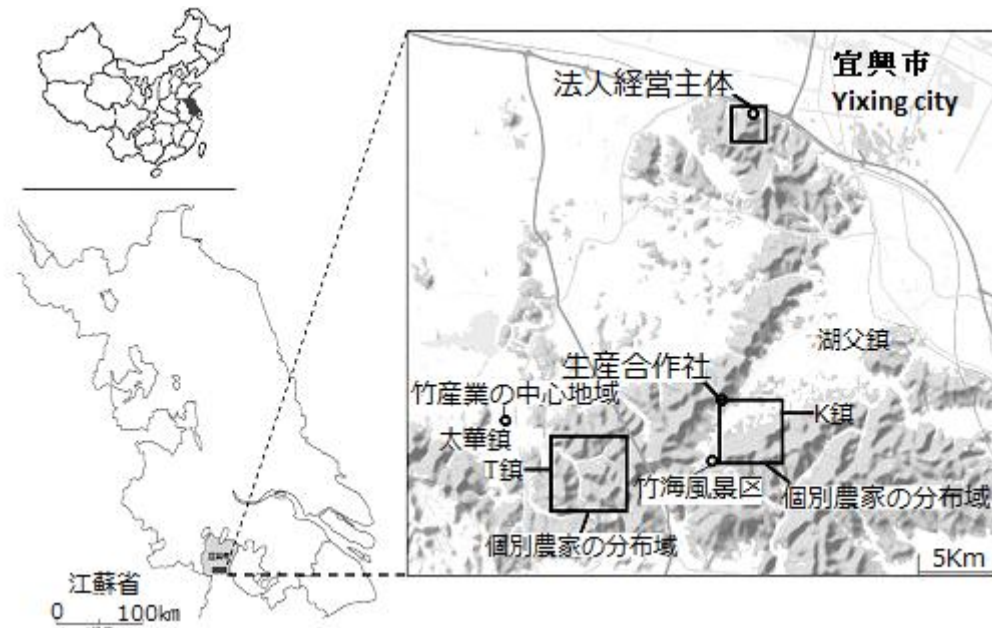 宜興市
Yixing city
法人経営主体
湖父鎮
生産合作社
竹産業の中心地域
K鎮
太華鎮
T鎮
竹海風景区
個別農家の分布域
個別農家の分布域
5Km
江蘇省
0 100km